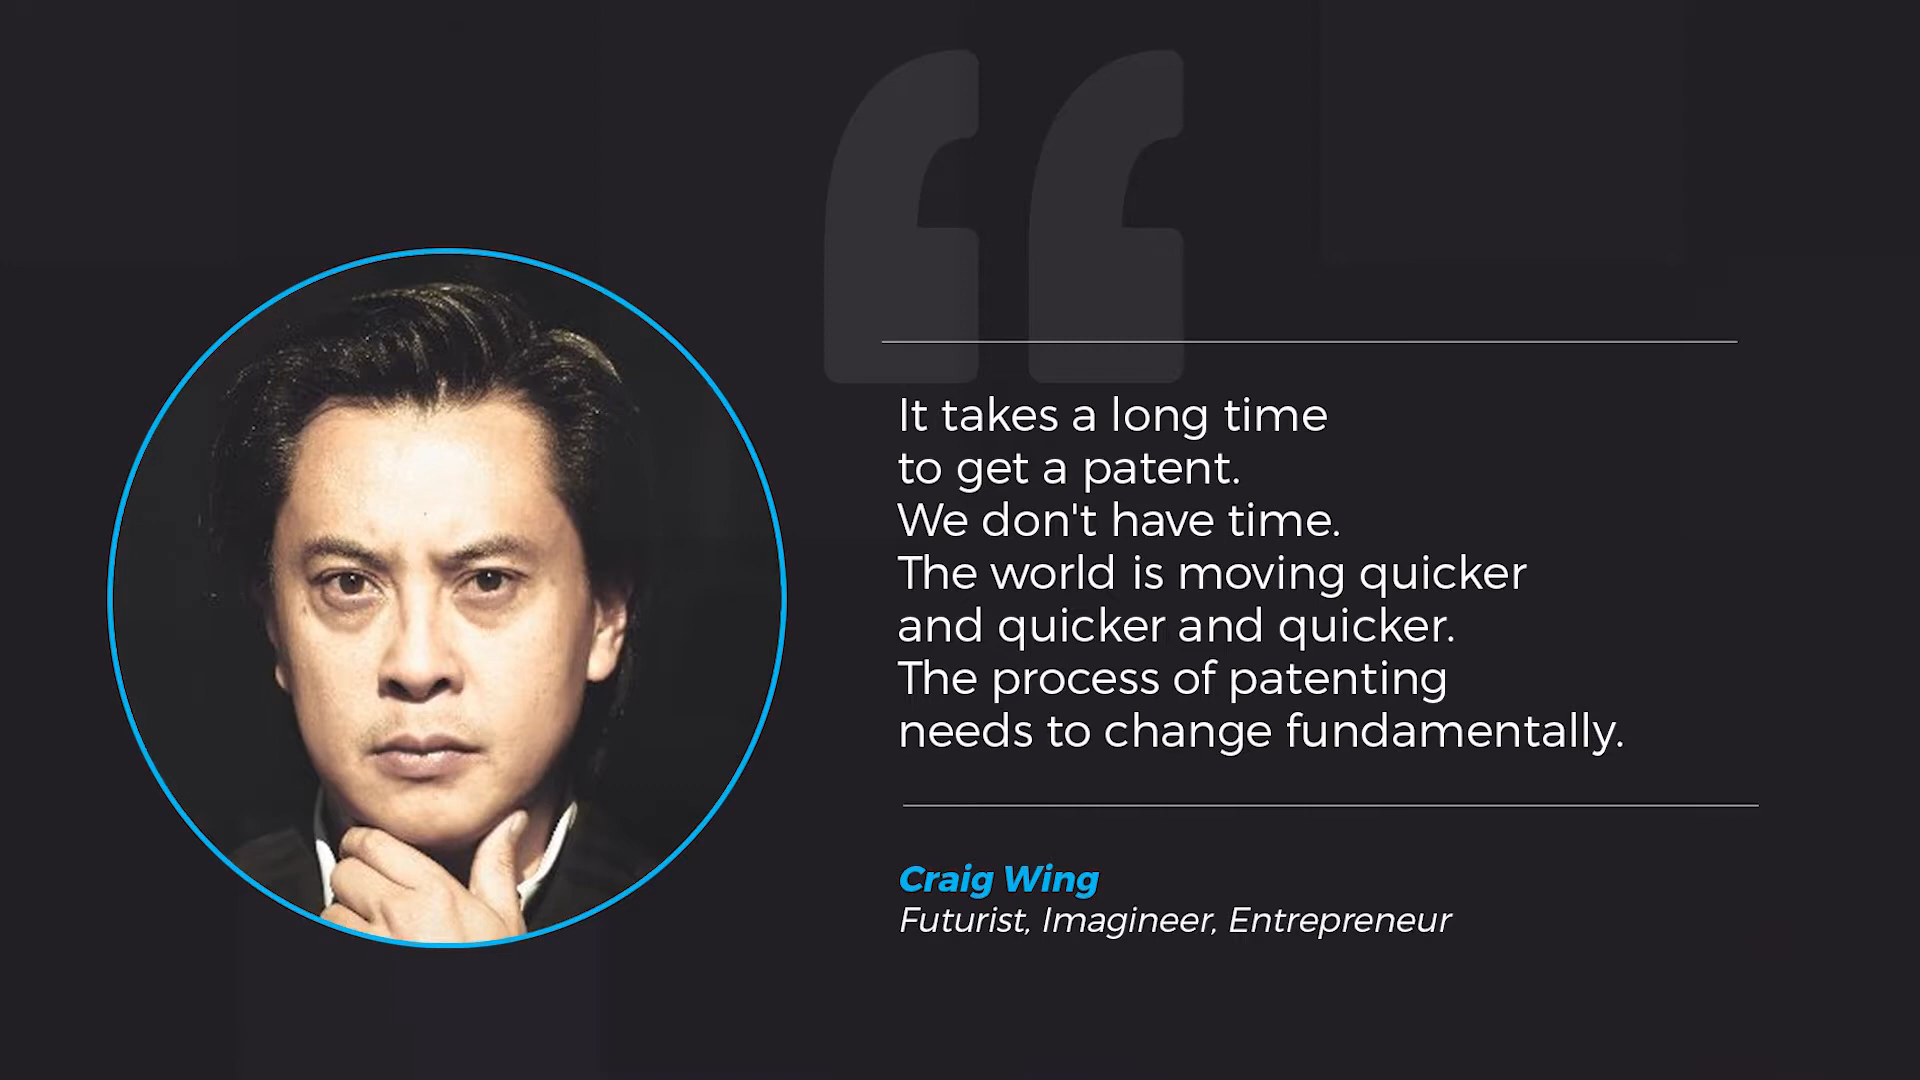 It takes a long time
to get a patent.
We don't have time.
The world is moving quicker
and quicker and quicker.
The process of patenting
needs to change fundamentally.
Craig Wing
Futurist, Imagineer, Entrepreneur